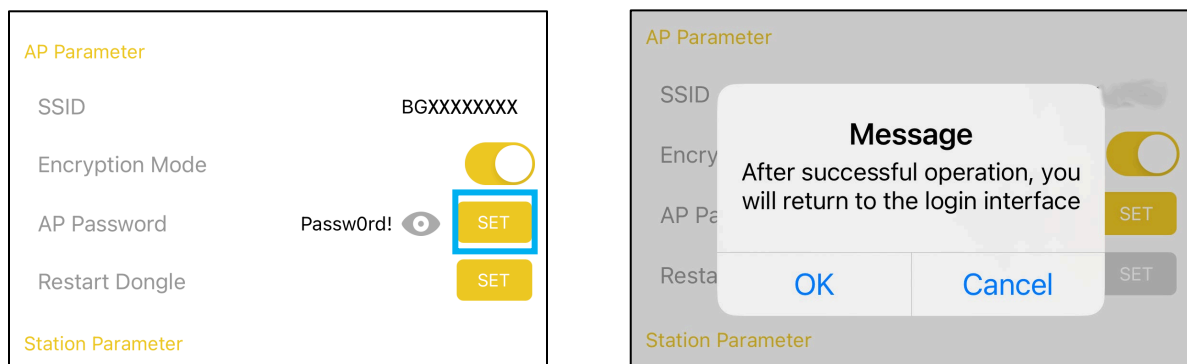 AP Parameter
SSID BGXXXXXXXX
Encryption Mode
AP Password Passw0rd! SET
Restart Dongle SET
Station Parameter
AP Parameter
SSID
Message
Encry
After successful operation, you
will return to the login interface
AP Pa SET
Resta SET
OK Cancel
Station Parameter